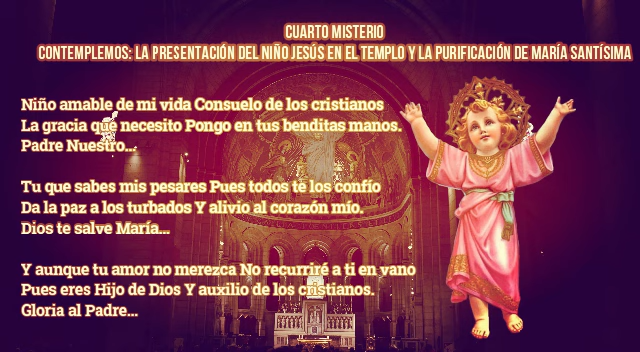 CUARTO MISTERIO
CONTEMPLEMOS: LA PRESENTACIÓN DEL NIÑO JESÚS EN EL TEMPLO Y LA PURIFICACIÓN DE MARÍA SANTÍSIMA
Niño amable de mi vida Consuelo de los cristianos
La gracia que necesito Pongo en tus benditas manos.
Padre Nuestro...
Tu que sabes mis pesares Pues todos te los confío
Da la paz a los turbados Y alivio al corazón mío.
Dios te salve María...
Y aunque tu amor no merezca No recurriré a ti en vano
Pues eres Hijo de Dios Y auxilio de los cristianos.
Gloria al Padre...